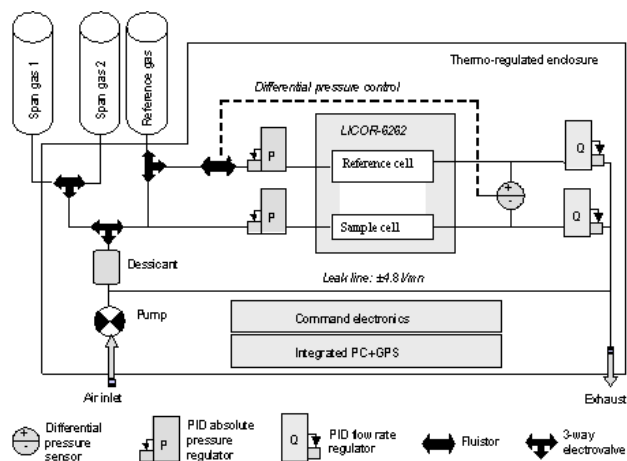 Span gas 1
Span gas 2
Reference gas
Thermo-regulated enclosure
Differential pressure control
LICOR-6262
P
Reference cell
Q
P
Sample cell
Q
+
-
Dessicant
Leak line: ±4.8 l/mn
Pump
Command electronics
Integrated PC+GPS
Air inlet
Exhaust
+
-
Differential
pressure
sensor
P
PID absolute
pressure
regulator
Q
PID flow rate
regulator
Fluistor
3-way
electrovalve